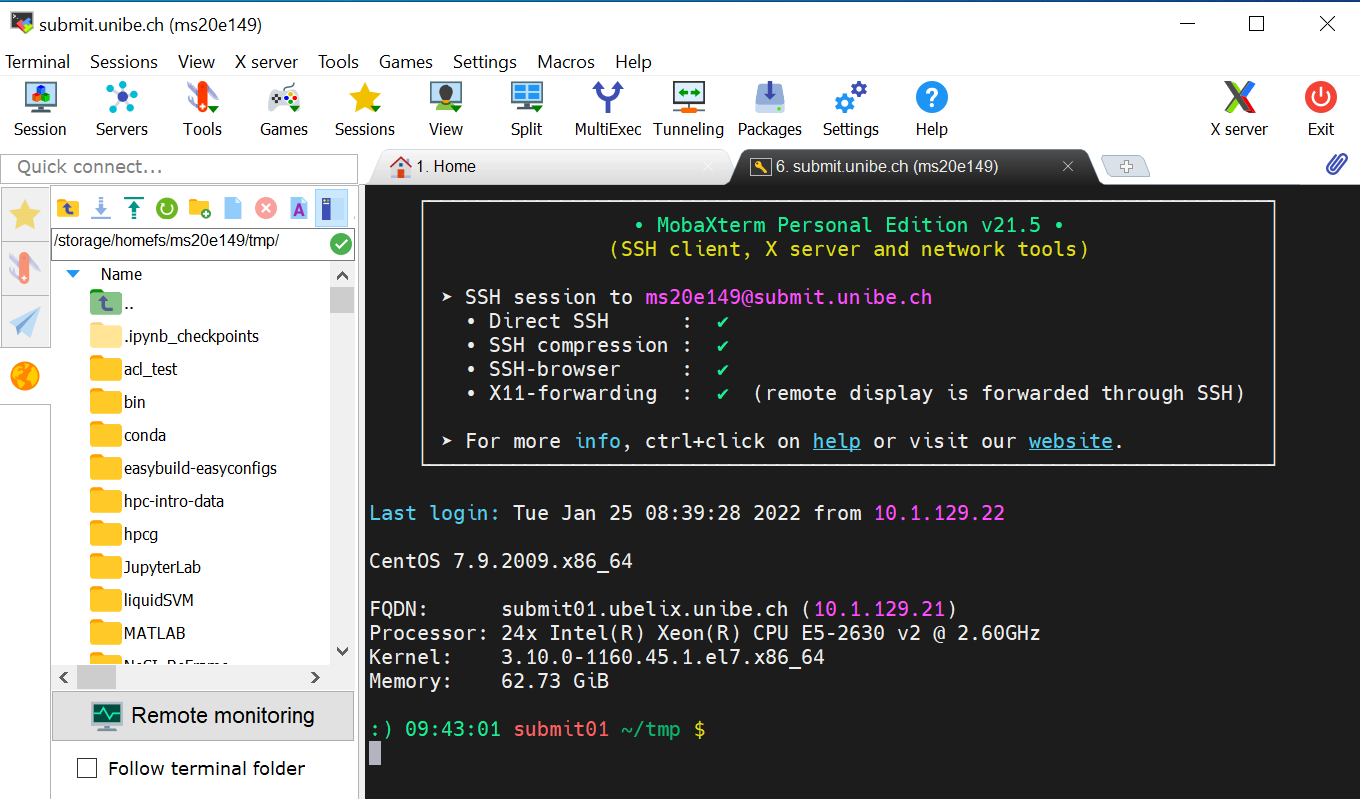 submit.unibe.ch (ms20e149)
Terminal Sessions View X server Tools Games Settings Macros Help
Session Servers Tools Games Sessions View Split MultiExec Tunneling Packages Settings Help X server Exit
Quick connect...
1. Home
6. submit.unibe.ch (ms20e149)
/storage/homefs/ms20e149/tmp/
Name
..
.ipynb_checkpoints
acl_test
bin
conda
easybuild-easyconfigs
hpc-intro-data
hpcg
JupyterLab
liquidSVM
MATLAB
Remote monitoring
Follow terminal folder
• MobaXterm Personal Edition v21.5 •
(SSH client, X server and network tools)
➤ SSH session to ms20e149@submit.unibe.ch
• Direct SSH : ✔
• SSH compression : ✔
• SSH-browser : ✔
• X11-forwarding : ✔ (remote display is forwarded through SSH)
➤ For more info, ctrl+click on help or visit our website.
Last login: Tue Jan 25 08:39:28 2022 from 10.1.129.22
CentOS 7.9.2009.x86_64
FQDN: submit01.ubelix.unibe.ch (10.1.129.21)
Processor: 24x Intel(R) Xeon(R) CPU E5-2630 v2 @ 2.60GHz
Kernel: 3.10.0-1160.45.1.el7.x86_64
Memory: 62.73 GiB
:) 09:43:01 submit01 ~/tmp $